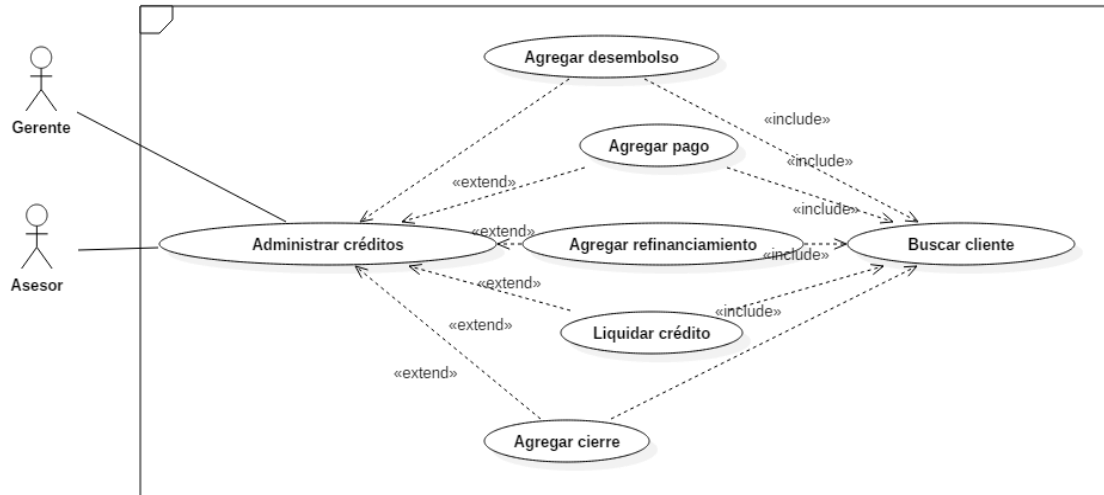 Agregar desembolso
Gerente
«include»
Agregar pago
«include»
«extend»
«include»
Asesor
Administrar créditos
«extend»
Agregar refinanciamiento
«include»
Buscar cliente
«extend»
«include»
«extend»
Liquidar crédito
«extend»
Agregar cierre